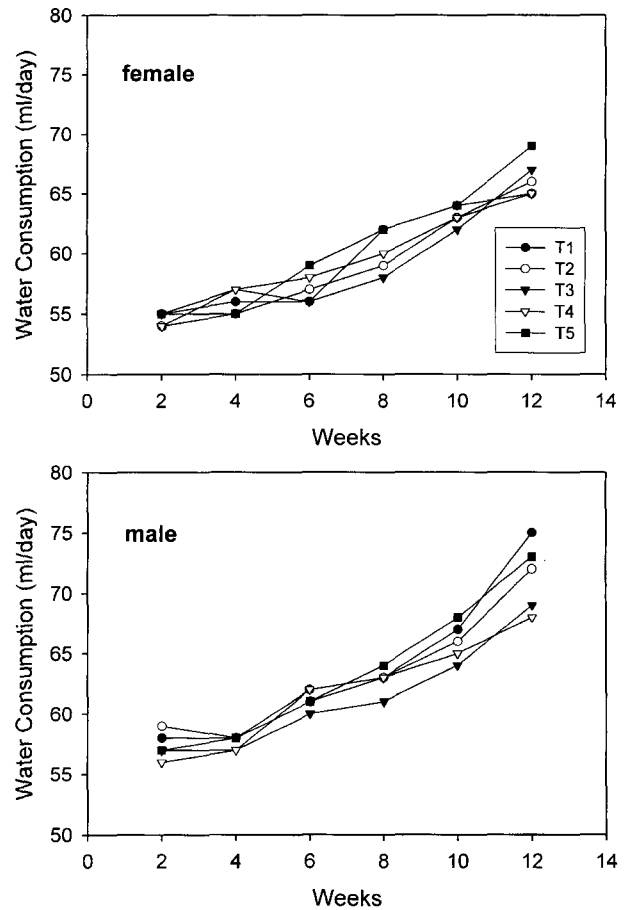 80
75
70
65
60
55
50
Water Consumption (ml/day)
female
T1
T2
T3
T4
T5
0 2 4 6 8 10 12 14
Weeks
80
75
70
65
60
55
50
Water Consumption (ml/day)
male
0 2 4 6 8 10 12 14
Weeks